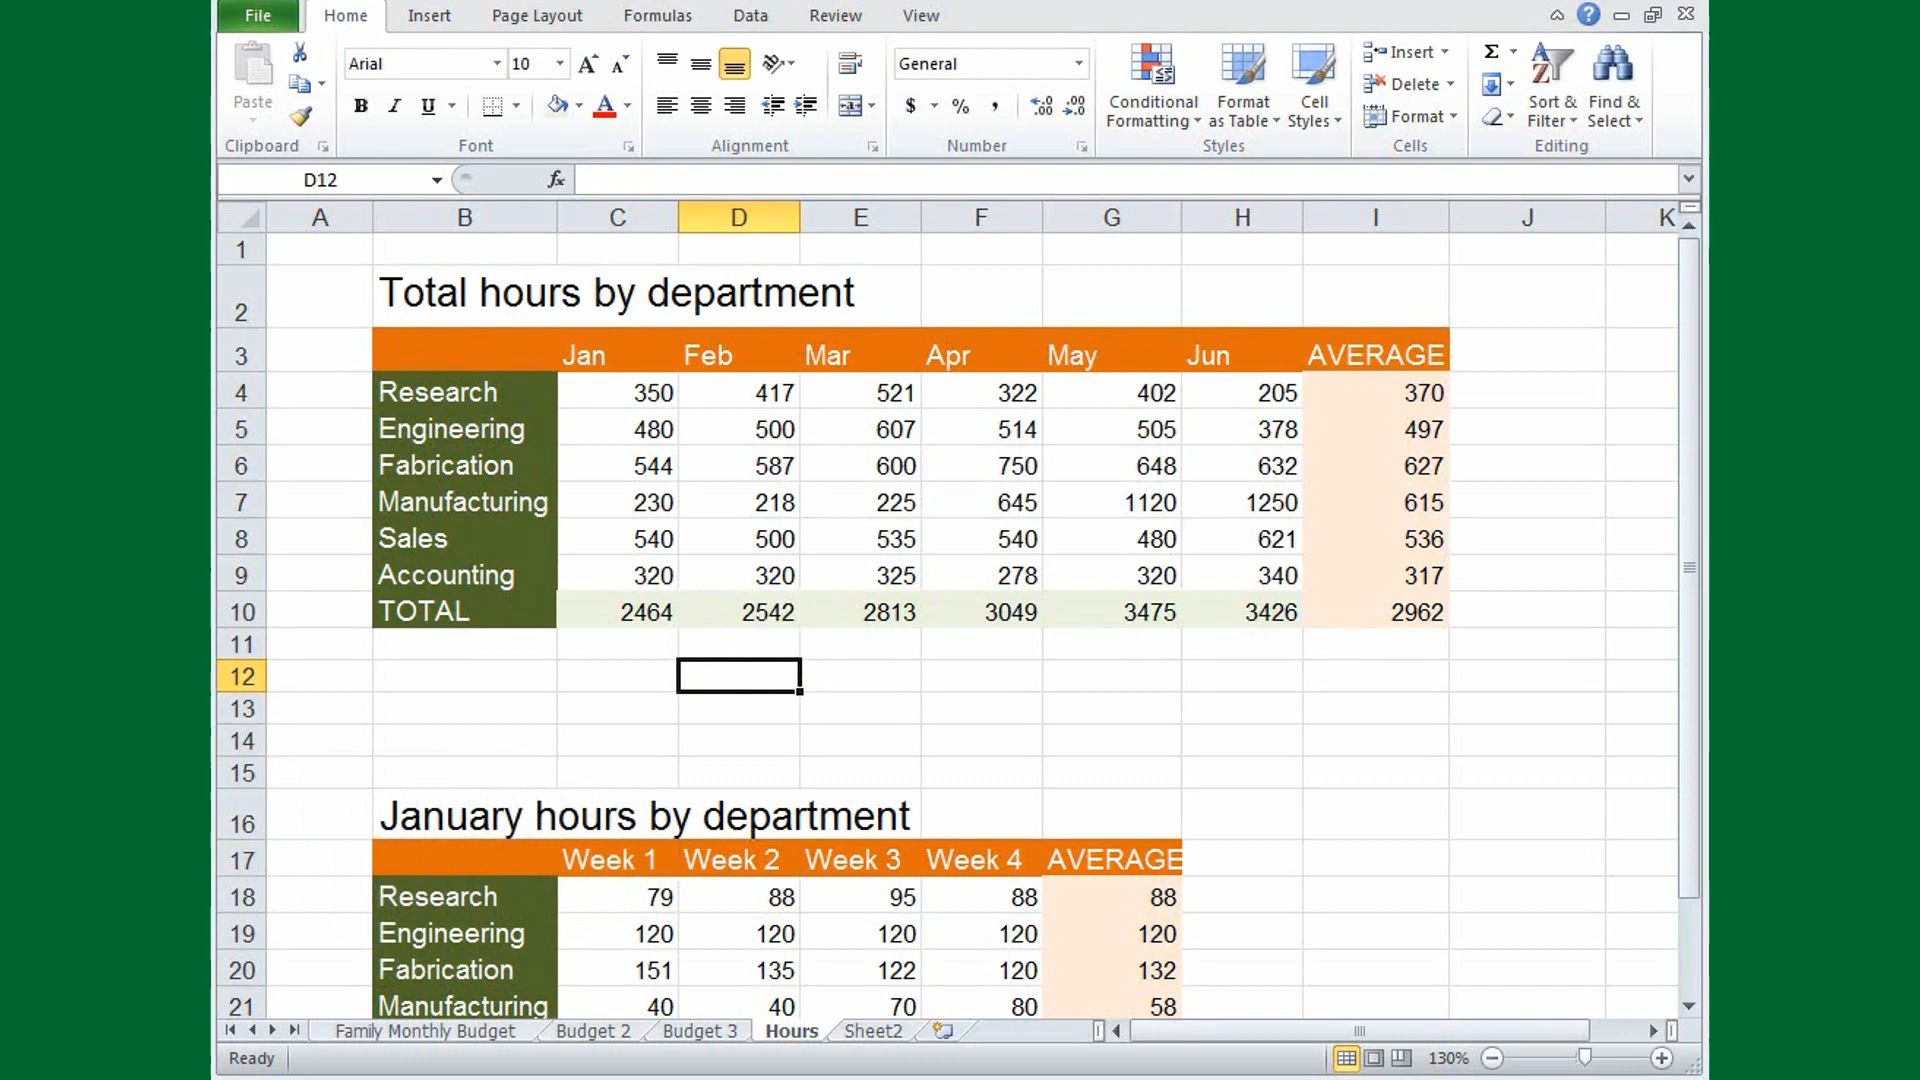 File Home Insert Page Layout Formulas Data Review View
Arial 10 General Insert Σ
Paste B I U $ % , Conditional Formatting Format as Table Cell Styles Delete Sort & Filter Find & Select
Format
Clipboard Font Alignment Number Styles Cells Editing
D12 fx
A B C D E F G H I J K
1
2 Total hours by department
3 Jan Feb Mar Apr May Jun AVERAGE
4 Research 350 417 521 322 402 205 370
5 Engineering 480 500 607 514 505 378 497
6 Fabrication 544 587 600 750 648 632 627
7 Manufacturing 230 218 225 645 1120 1250 615
8 Sales 540 500 535 540 480 621 536
9 Accounting 320 320 325 278 320 340 317
10 TOTAL 2464 2542 2813 3049 3475 3426 2962
11
12
13
14
15
16 January hours by department
17 Week 1 Week 2 Week 3 Week 4 AVERAGE
18 Research 79 88 95 88 88
19 Engineering 120 120 120 120 120
20 Fabrication 151 135 122 120 132
21 Manufacturing 40 40 70 80 58
Family Monthly Budget Budget 2 Budget 3 Hours Sheet2
Ready 130%